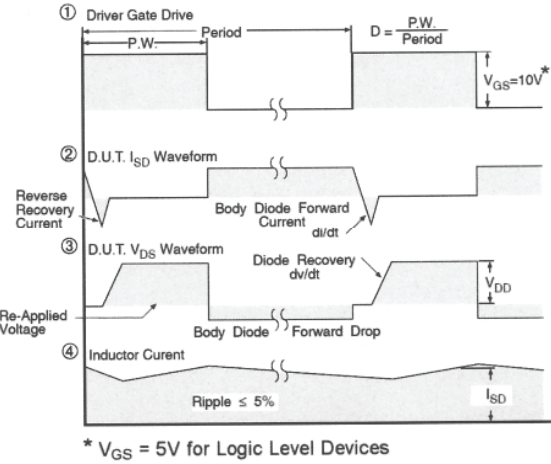 ① Driver Gate Drive
P.W.
Period
D = P.W.
Period
VGS=10V*
② D.U.T. ISD Waveform
Reverse
Recovery
Current
Body Diode Forward
Current
di/dt
③ D.U.T. VDS Waveform
Diode Recovery
dv/dt
VDD
Re-Applied
Voltage
Body Diode Forward Drop
④ Inductor Curent
Ripple ≤ 5%
ISD
* VGS = 5V for Logic Level Devices